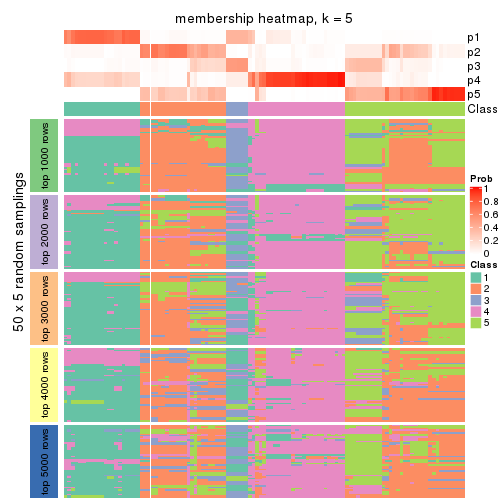 membership heatmap, k = 5
p1
p2
p3
p4
p5
Class
50 x 5 random samplings
top 1000 rows
top 2000 rows
top 3000 rows
top 4000 rows
top 5000 rows
Prob
1
0.8
0.6
0.4
0.2
0
Class
1
2
3
4
5